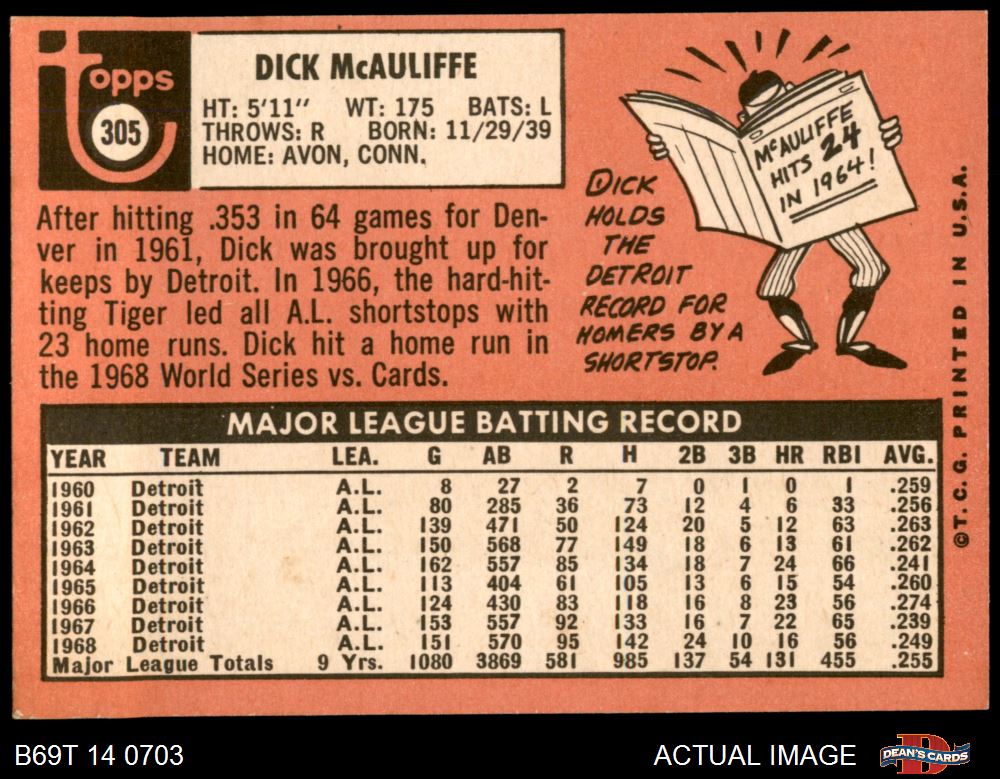 topps
305
DICK McAULIFFE
HT: 5'11" WT: 175 BATS: L
THROWS: R BORN: 11/29/39
HOME: AVON, CONN.
After hitting .353 in 64 games for Den-
ver in 1961, Dick was brought up for
keeps by Detroit. In 1966, the hard-hit-
ting Tiger led all A.L. shortstops with
23 home runs. Dick hit a home run in
the 1968 World Series vs. Cards.
McAULIFFE
HITS 24
IN 1964!
DICK
HOLDS
THE
DETROIT
RECORD FOR
HOMERS BY A
SHORTSTOP.
MAJOR LEAGUE BATTING RECORD
YEAR TEAM LEA. G AB R H 2B 3B HR RBI AVG.
1960 Detroit A.L. 8 27 2 7 0 1 0 1 .259
1961 Detroit A.L. 80 285 36 73 12 4 6 33 .256
1962 Detroit A.L. 139 471 50 124 20 5 12 63 .263
1963 Detroit A.L. 150 568 77 149 18 6 13 61 .262
1964 Detroit A.L. 162 557 85 134 18 7 24 66 .241
1965 Detroit A.L. 113 404 61 105 13 6 15 54 .260
1966 Detroit A.L. 124 430 83 118 16 8 23 56 .274
1967 Detroit A.L. 153 557 92 133 16 7 22 65 .239
1968 Detroit A.L. 151 570 95 142 24 10 16 56 .249
Major League Totals 9 Yrs. 1080 3869 581 985 137 54 131 455 .255
©T. C. G. PRINTED IN U.S.A.
B69T 14 0703
ACTUAL IMAGE
DEAN'S CARDS